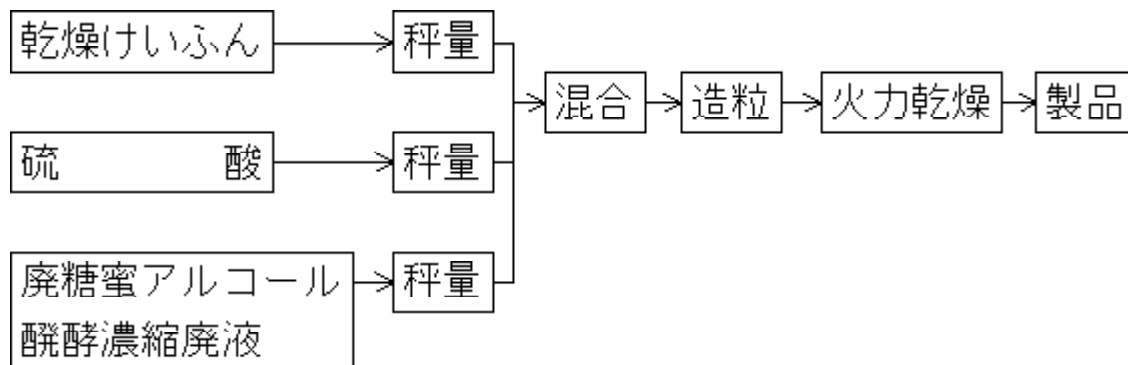 乾燥けいふん
秤量
混合
造粒
火力乾燥
製品
硫酸
秤量
廃糖蜜アルコール
醗酵濃縮廃液
秤量